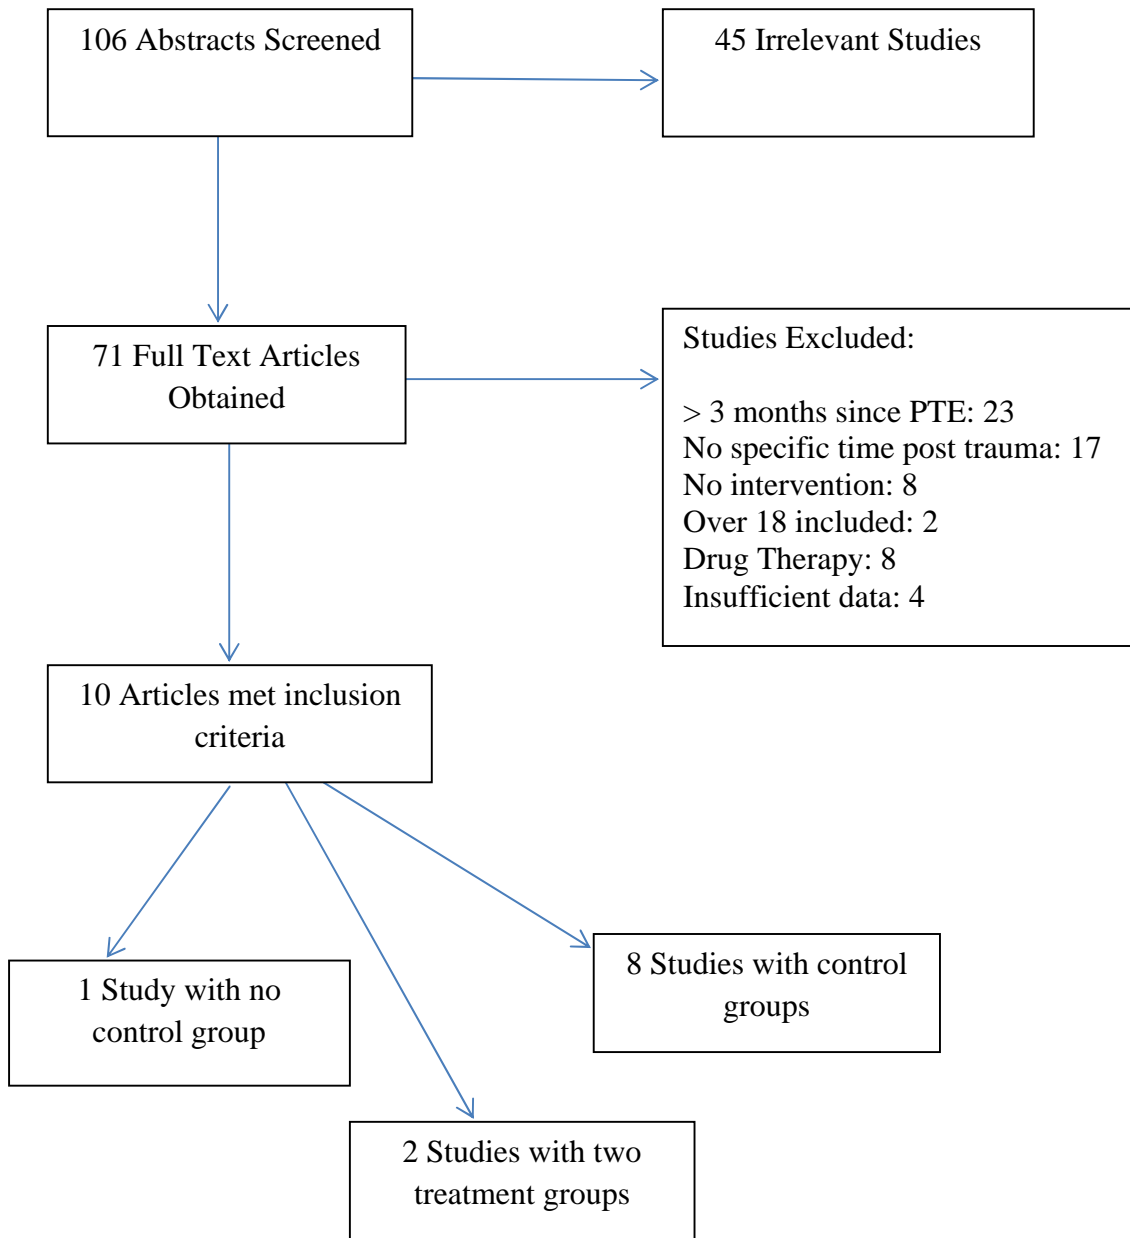 106 Abstracts Screened
45 Irrelevant Studies
71 Full Text Articles
Obtained
Studies Excluded:
> 3 months since PTE: 23
No specific time post trauma: 17
No intervention: 8
Over 18 included: 2
Drug Therapy: 8
Insufficient data: 4
10 Articles met inclusion
criteria
1 Study with no
control group
8 Studies with control
groups
2 Studies with two
treatment groups